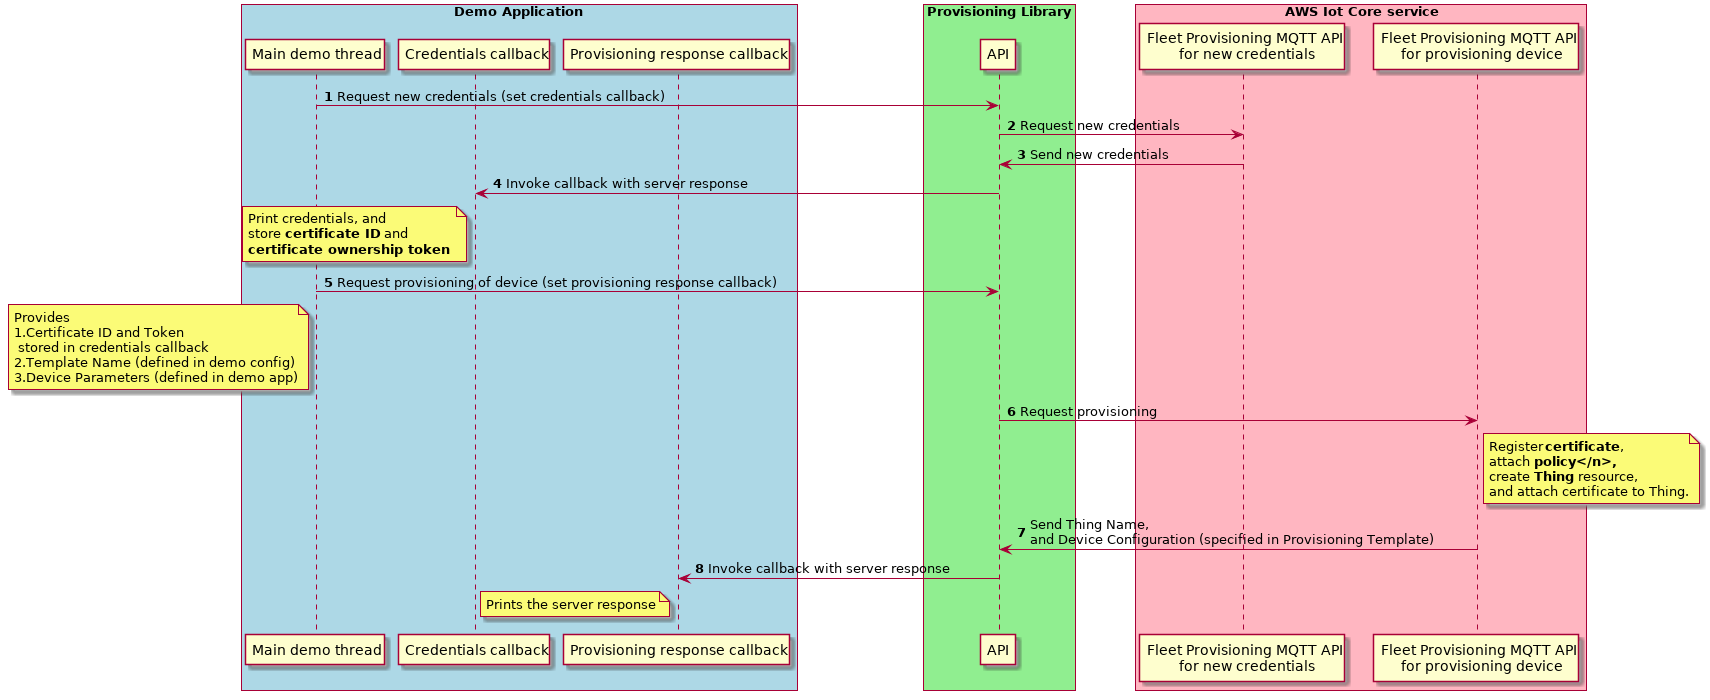 Demo Application
Provisioning Library
AWS Iot Core service
Main demo thread
Credentials callback
Provisioning response callback
API
Fleet Provisioning MQTT API
for new credentials
Fleet Provisioning MQTT API
for provisioning device
1 Request new credentials (set credentials callback)
2 Request new credentials
3 Send new credentials
4 Invoke callback with server response
Print credentials, and
store certificate ID and
certificate ownership token
5 Request provisioning of device (set provisioning response callback)
Provides
1.Certificate ID and Token
stored in credentials callback
2.Template Name (defined in demo config)
3.Device Parameters (defined in demo app)
6 Request provisioning
Register certificate,
attach policy</n>,
create Thing resource,
and attach certificate to Thing.
7 Send Thing Name,
and Device Configuration (specified in Provisioning Template)
8 Invoke callback with server response
Prints the server response
Main demo thread
Credentials callback
Provisioning response callback
API
Fleet Provisioning MQTT API
for new credentials
Fleet Provisioning MQTT API
for provisioning device